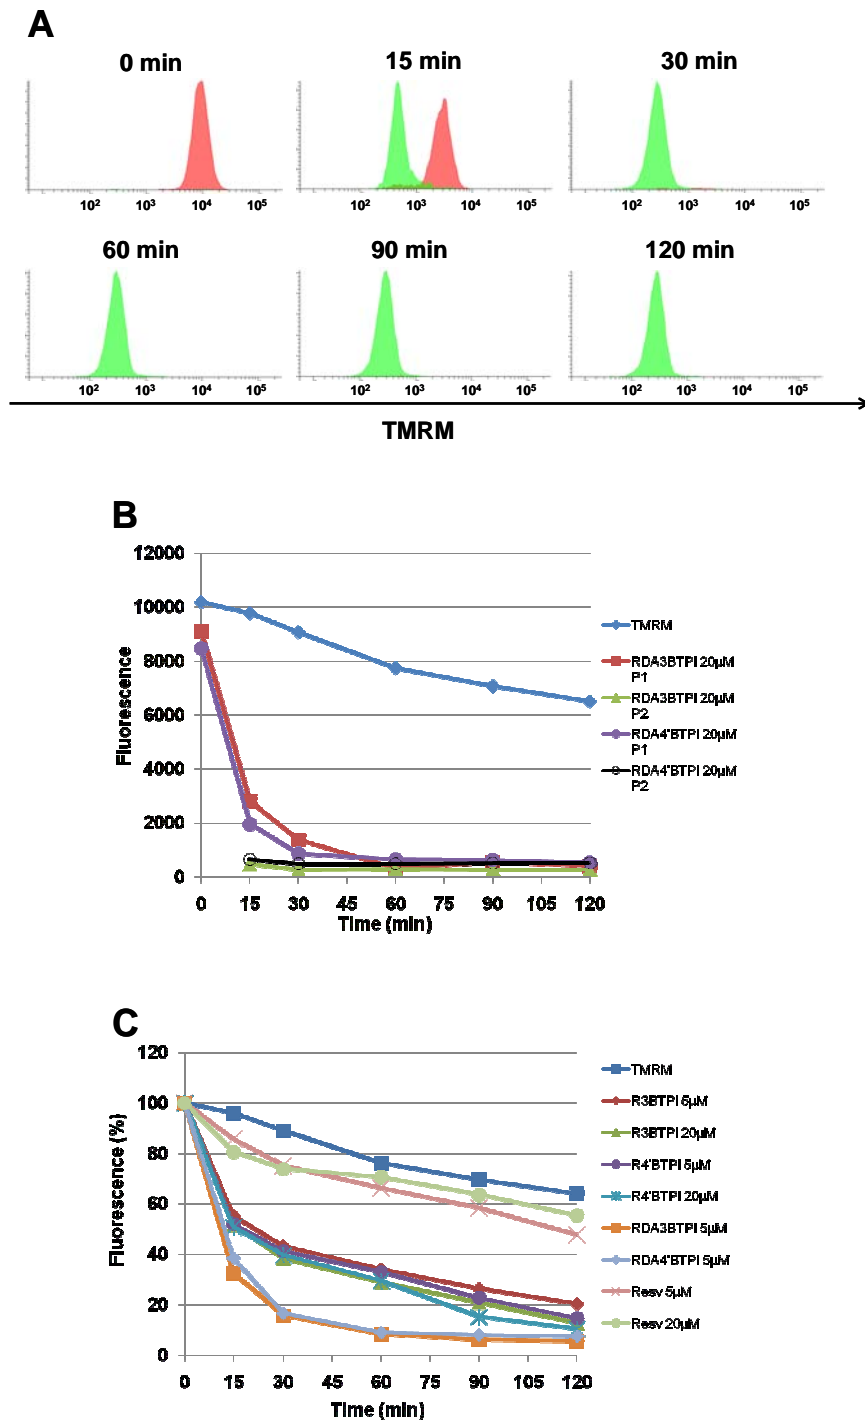 A
0 min 15 min 30 min
10² 10³ 10⁴ 10⁵ 10² 10³ 10⁴ 10⁵ 10² 10³ 10⁴ 10⁵
60 min 90 min 120 min
10² 10³ 10⁴ 10⁵ 10² 10³ 10⁴ 10⁵ 10² 10³ 10⁴ 10⁵
TMRM
B
12000
10000
8000
6000
4000
2000
0
Fluorescence
0 15 30 45 60 75 90 105 120
Time (min)
TMRM
RDA3BTPI 20µM
P1
RDA3BTPI 20µM
P2
RDA4'BTPI 20µM
P1
RDA4'BTPI 20µM
P2
C
120
100
80
60
40
20
0
Fluorescence (%)
0 15 30 45 60 75 90 105 120
Time (min)
TMRM
R3BTPI 5µM
R3BTPI 20µM
R4'BTPI 5µM
R4'BTPI 20µM
RDA3BTPI 5µM
RDA4'BTPI 5µM
Resv 5µM
Resv 20µM